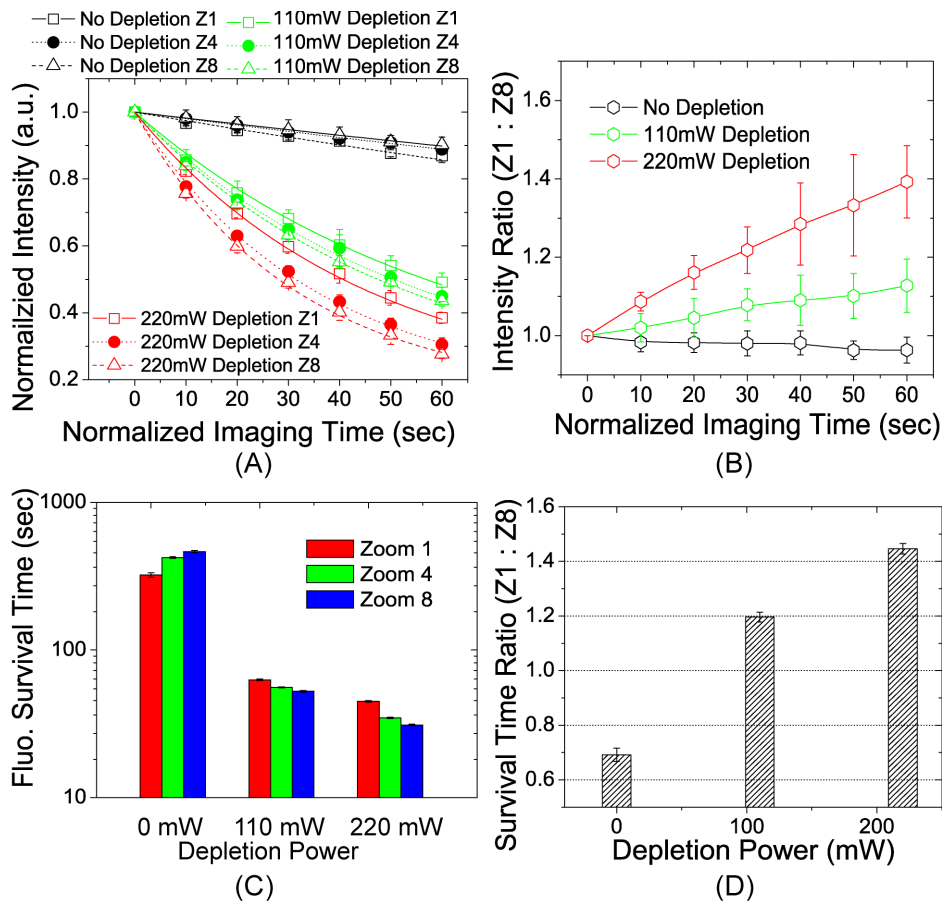 No Depletion Z1
No Depletion Z4
No Depletion Z8
110mW Depletion Z1
110mW Depletion Z4
110mW Depletion Z8
Normailzied Intensity (a.u.)
1.0
0.8
0.6
0.4
0.2
220mW Depletion Z1
220mW Depletion Z4
220mW Depletion Z8
0 10 20 30 40 50 60
Normalized Imaging Time (sec)
(A)
Intensity Ratio (Z1 : Z8)
1.6
1.4
1.2
1.0
No Depletion
110mW Depletion
220mW Depletion
0 10 20 30 40 50 60
Normalized Imaging Time (sec)
(B)
Fluo. Survival Time (sec)
1000
100
10
Zoom 1
Zoom 4
Zoom 8
0 mW 110 mW 220 mW
Depletion Power
(C)
Survival Time Ratio (Z1 : Z8)
1.6
1.4
1.2
1.0
0.8
0.6
0 100 200
Depletion Power (mW)
(D)